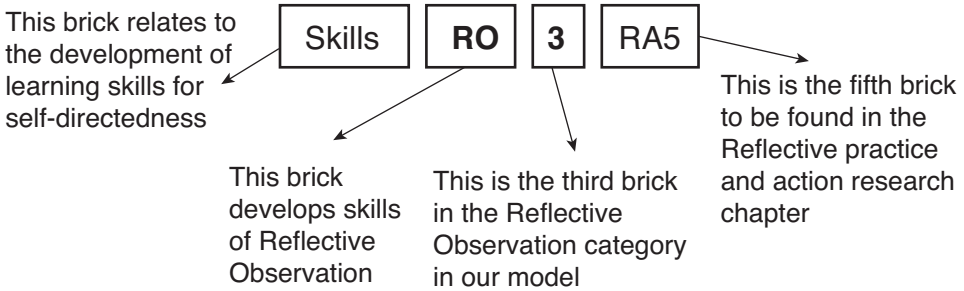 This brick relates to
the development of
learning skills for
self-directedness
Skills RO 3 RA5
This is the fifth brick
to be found in the
Reflective practice
and action research
chapter
This brick
develops skills
of Reflective
Observation
This is the third brick
in the Reflective
Observation category
in our model